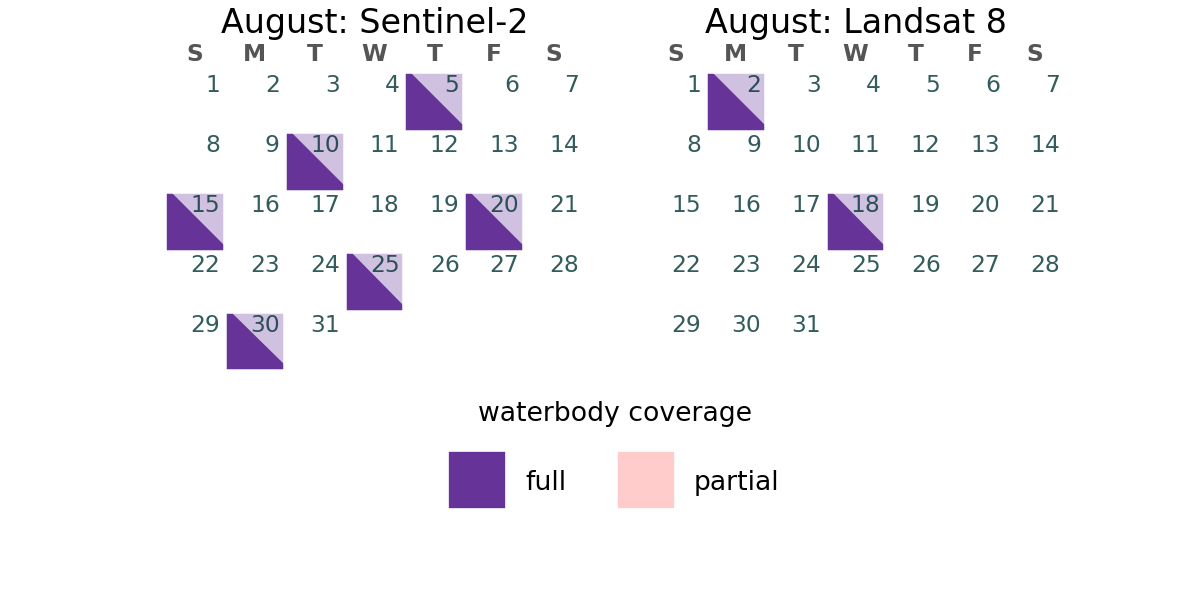 August: Sentinel-2
S M T W T F S
1 2 3 4 5 6 7
8 9 10 11 12 13 14
15 16 17 18 19 20 21
22 23 24 25 26 27 28
29 30 31
August: Landsat 8
S M T W T F S
1 2 3 4 5 6 7
8 9 10 11 12 13 14
15 16 17 18 19 20 21
22 23 24 25 26 27 28
29 30 31
waterbody coverage
full
partial